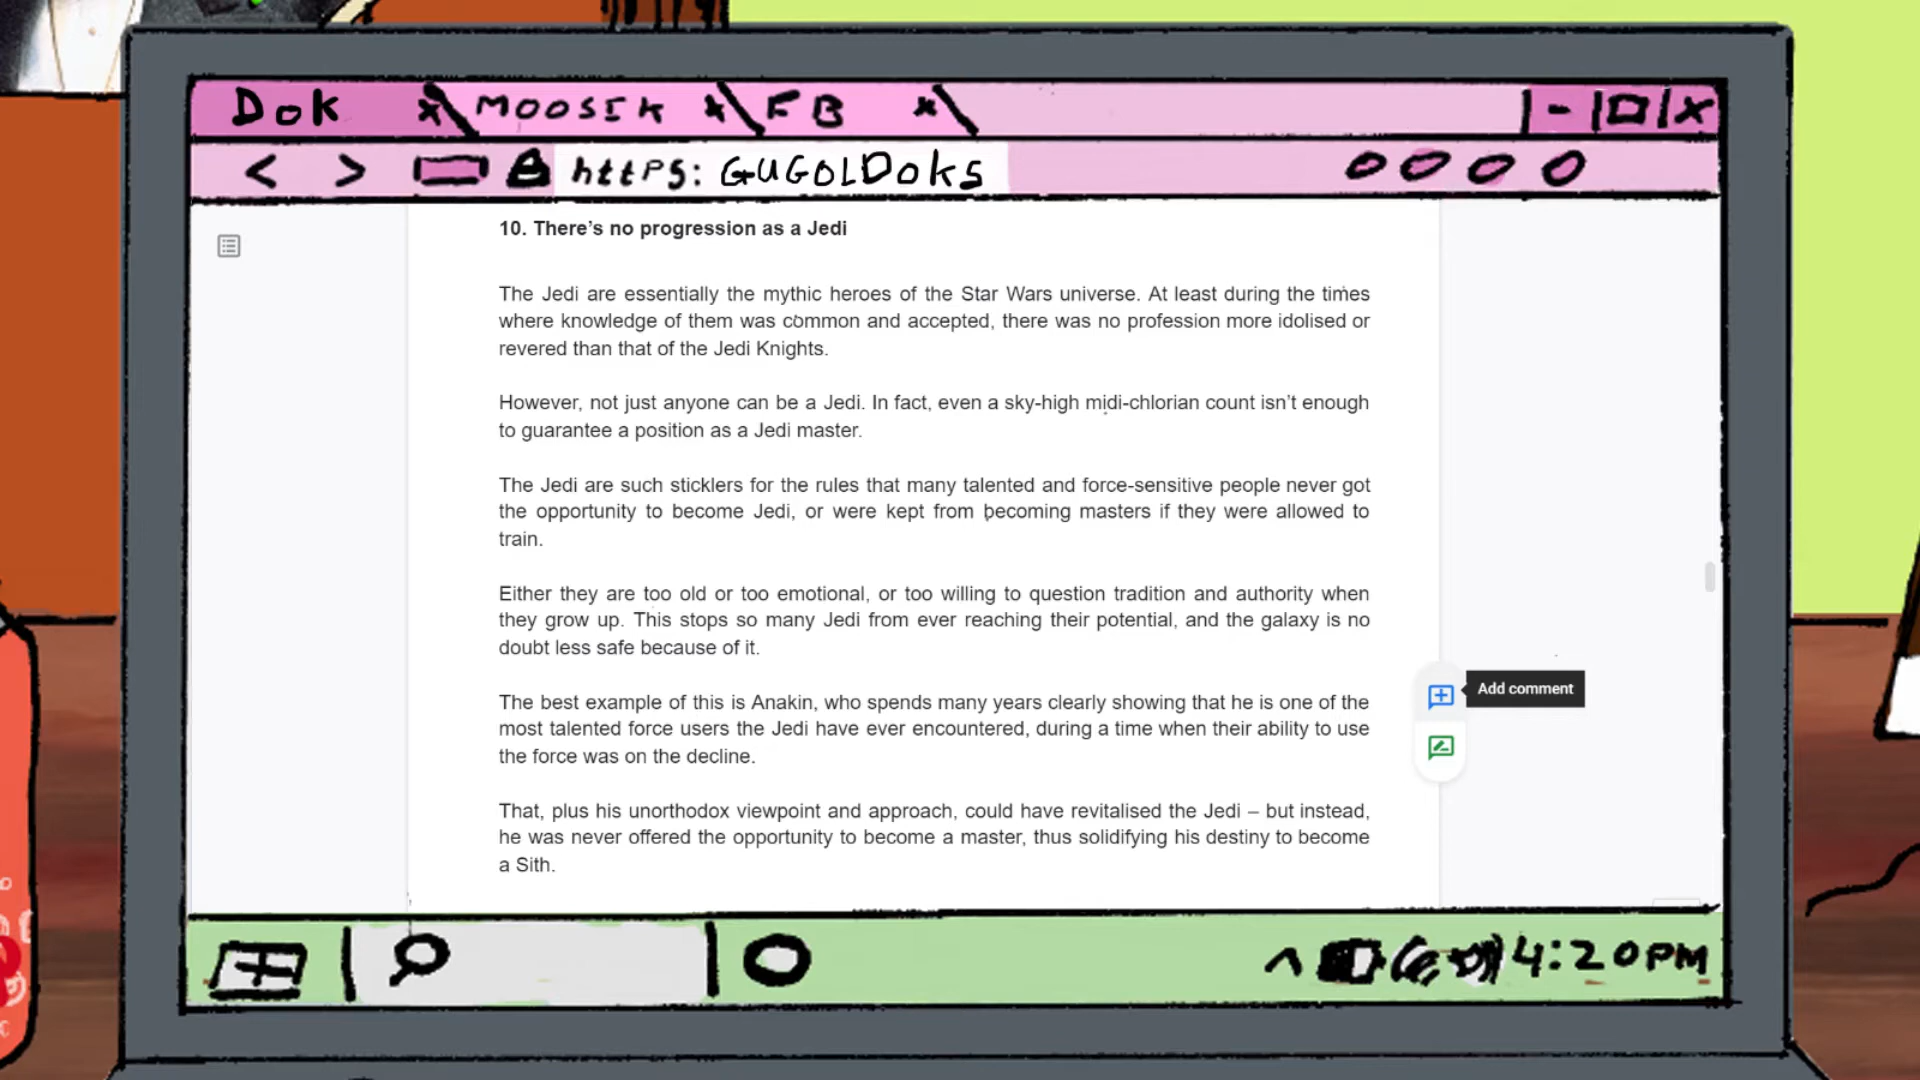 Dok x MOOSIK x FB x - x
< > https: GUGOLDoks
10. There’s no progression as a Jedi
The Jedi are essentially the mythic heroes of the Star Wars universe. At least during the times
where knowledge of them was common and accepted, there was no profession more idolised or
revered than that of the Jedi Knights.
However, not just anyone can be a Jedi. In fact, even a sky-high midi-chlorian count isn’t enough
to guarantee a position as a Jedi master.
The Jedi are such sticklers for the rules that many talented and force-sensitive people never got
the opportunity to become Jedi, or were kept from becoming masters if they were allowed to
train.
Either they are too old or too emotional, or too willing to question tradition and authority when
they grow up. This stops so many Jedi from ever reaching their potential, and the galaxy is no
doubt less safe because of it.
Add comment
The best example of this is Anakin, who spends many years clearly showing that he is one of the
most talented force users the Jedi have ever encountered, during a time when their ability to use
the force was on the decline.
That, plus his unorthodox viewpoint and approach, could have revitalised the Jedi – but instead,
he was never offered the opportunity to become a master, thus solidifying his destiny to become
a Sith.
4:20PM